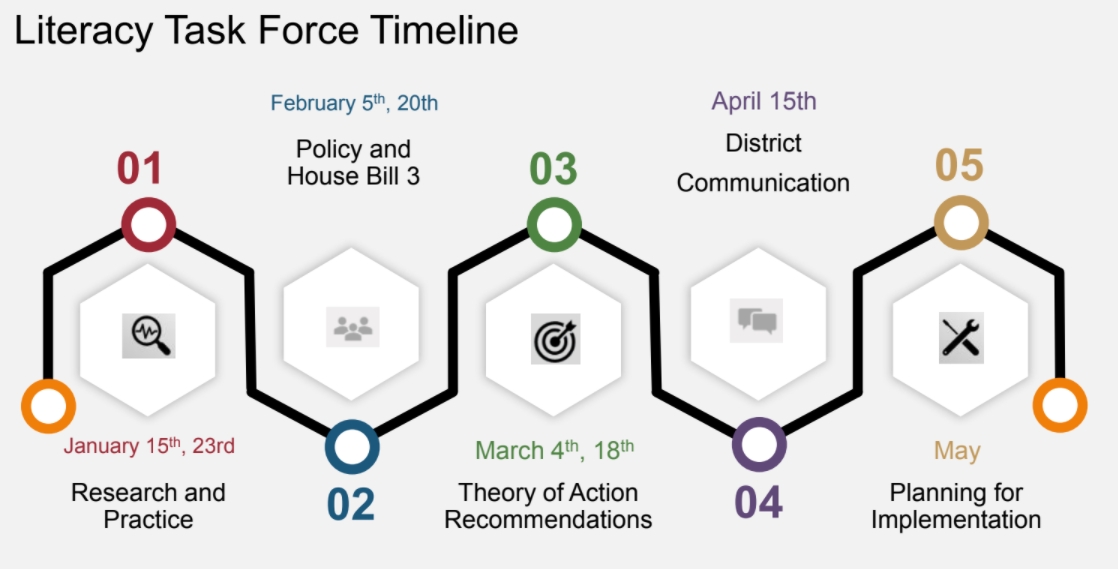 Literacy Task Force Timeline
01
January 15th, 23rd
Research and
Practice
February 5th, 20th
Policy and
House Bill 3
02
03
March 4th, 18th
Theory of Action
Recommendations
April 15th
District
Communication
04
05
May
Planning for
Implementation